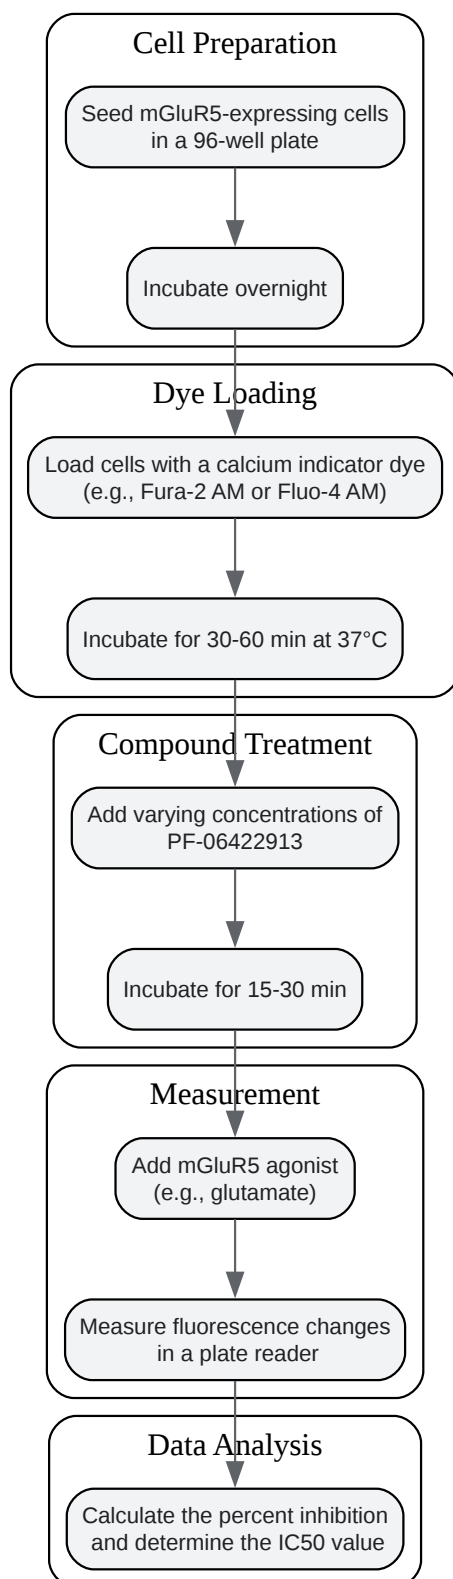 Cell Preparation
Seed mGluR5-expressing cells
in a 96-well plate
Incubate overnight
Dye Loading
Load cells with a calcium indicator dye
(e.g., Fura-2 AM or Fluo-4 AM)
Incubate for 30-60 min at 37°C
Compound Treatment
Add varying concentrations of
PF-06422913
Incubate for 15-30 min
Measurement
Add mGluR5 agonist
(e.g., glutamate)
Measure fluorescence changes
in a plate reader
Data Analysis
Calculate the percent inhibition
and determine the IC50 value